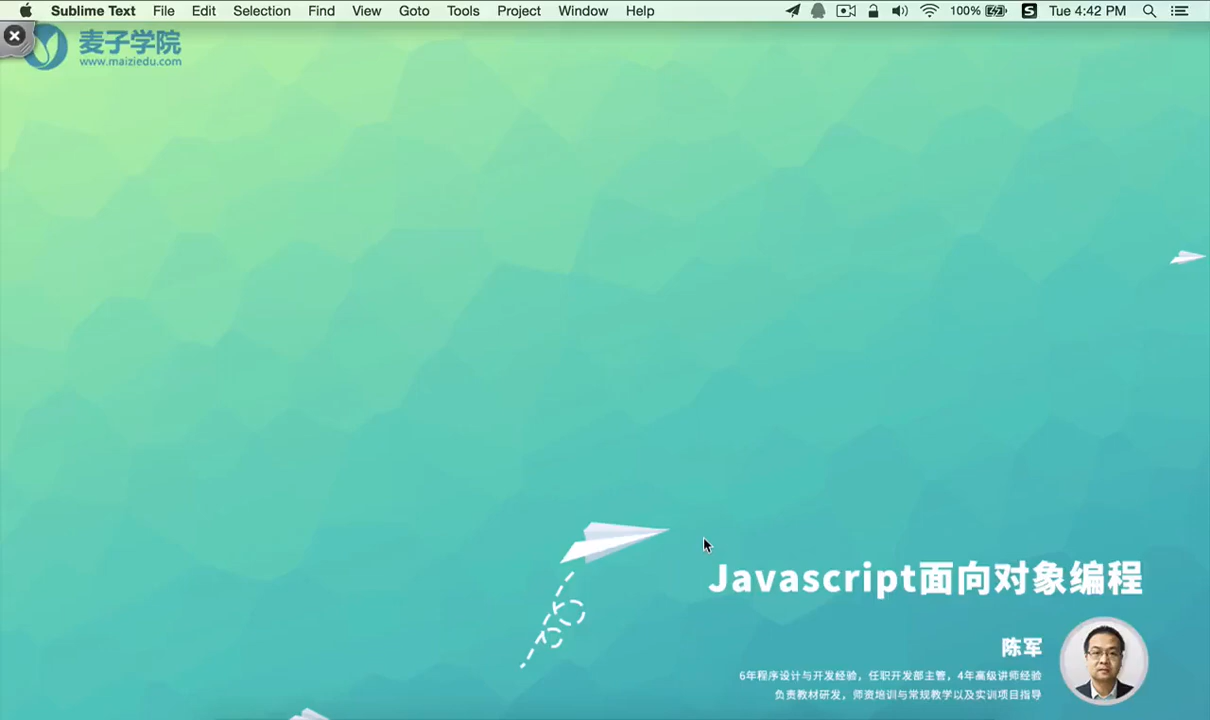 Sublime Text File Edit Selection Find View Goto Tools Project Window Help 100% S Tue 4:42 PM
麦子学院
www.maiziedu.com
Javascript面向对象编程
陈军
6年程序设计与开发经验，任职开发部主管，4年高级讲师经验
负责教材研发，师资培训与常规教学以及实训项目指导